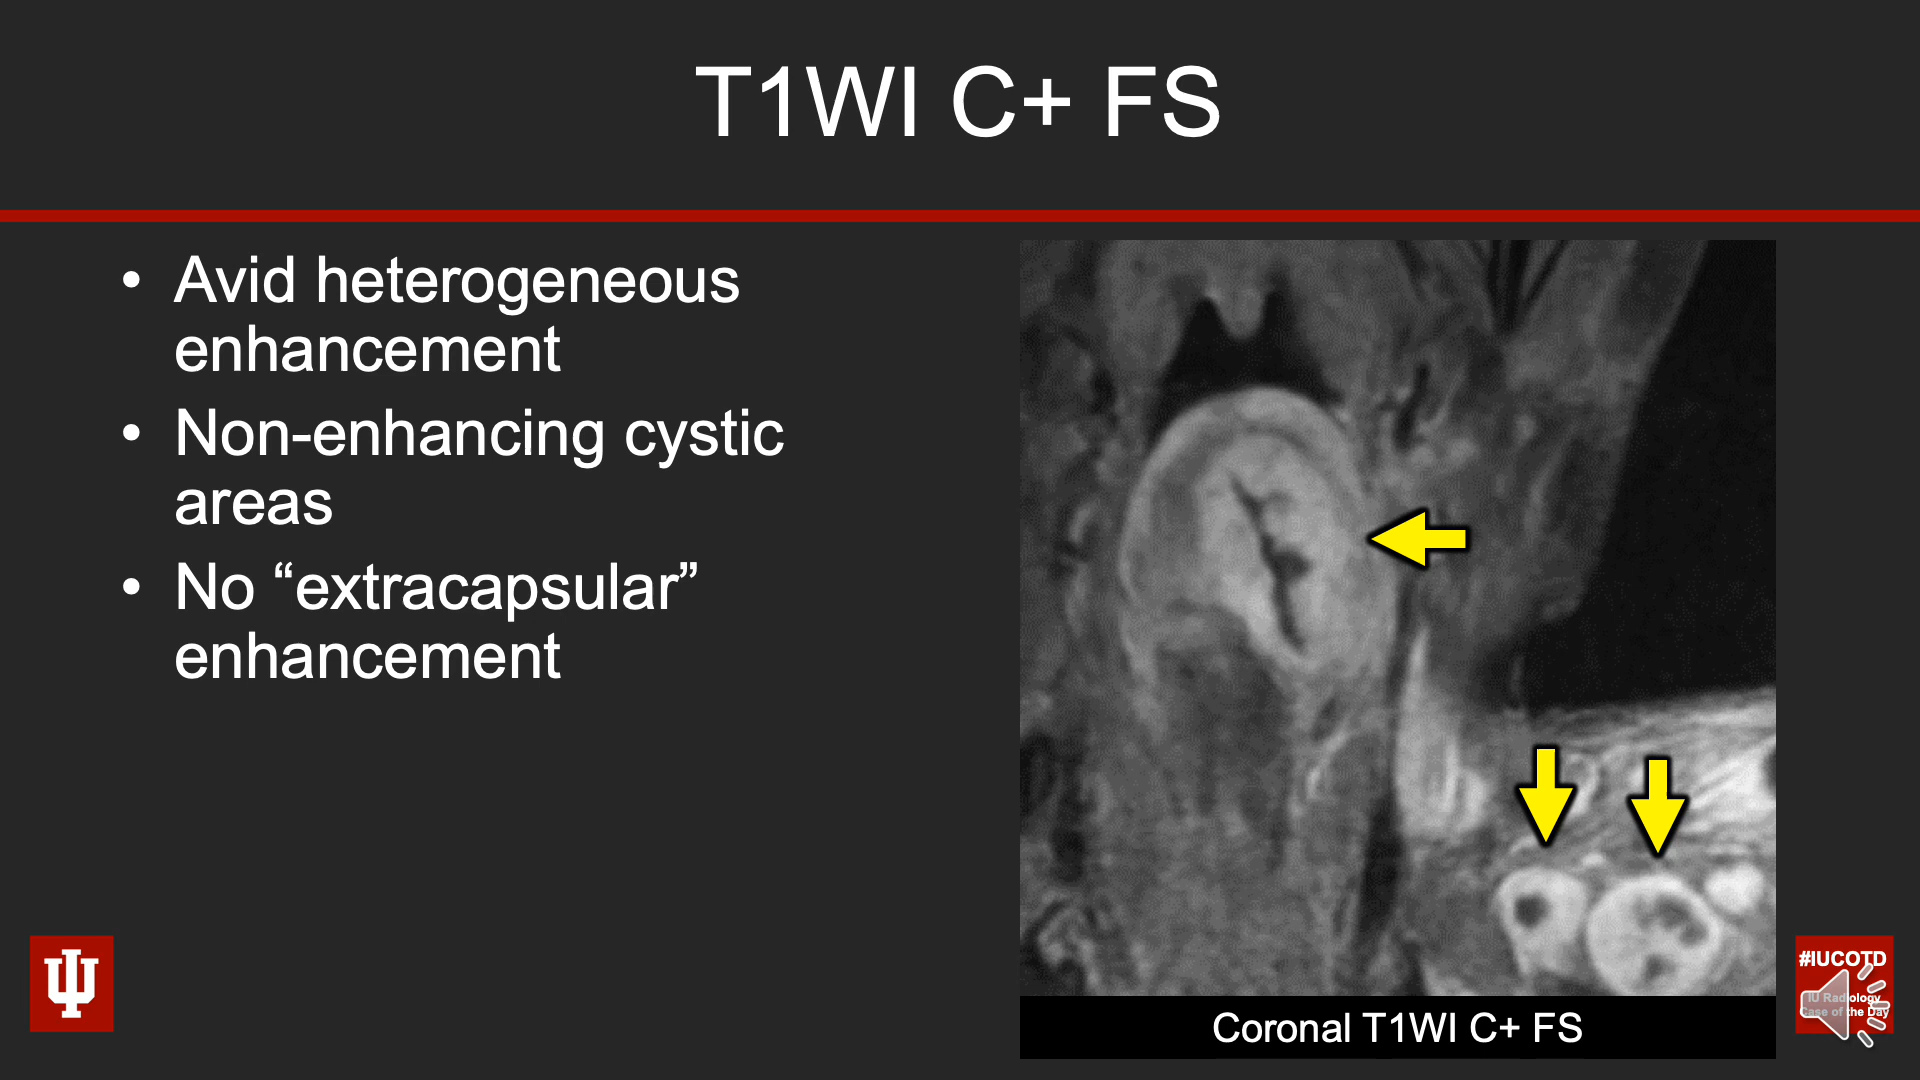 T1WI C+ FS
• Avid heterogeneous
enhancement
• Non-enhancing cystic
areas
• No “extracapsular”
enhancement
Coronal T1WI C+ FS
#IUCOTD
IU Radiology
Case of the Day